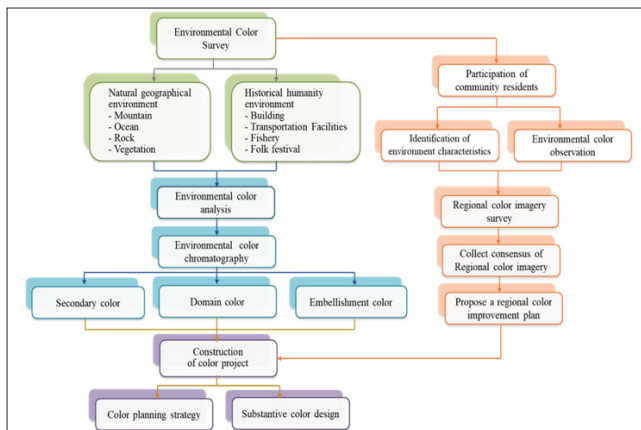 Environmental Color
Survey
Natural geographical
environment
- Mountain
- Ocean
- Rock
- Vegetation
Historical humanity
environment
- Building
- Transportation Facilities
- Fishery
- Folk festival
Participation of
community residents
Identification of
environment characteristics
Environmental color
observation
Environmental color
analysis
Regional color imagery
survey
Environmental color
chromatography
Collect consensus of
Regional color imagery
Secondary color
Domain color
Embellishment color
Propose a regional color
improvement plan
Construction
of color project
Color planning strategy
Substantive color design